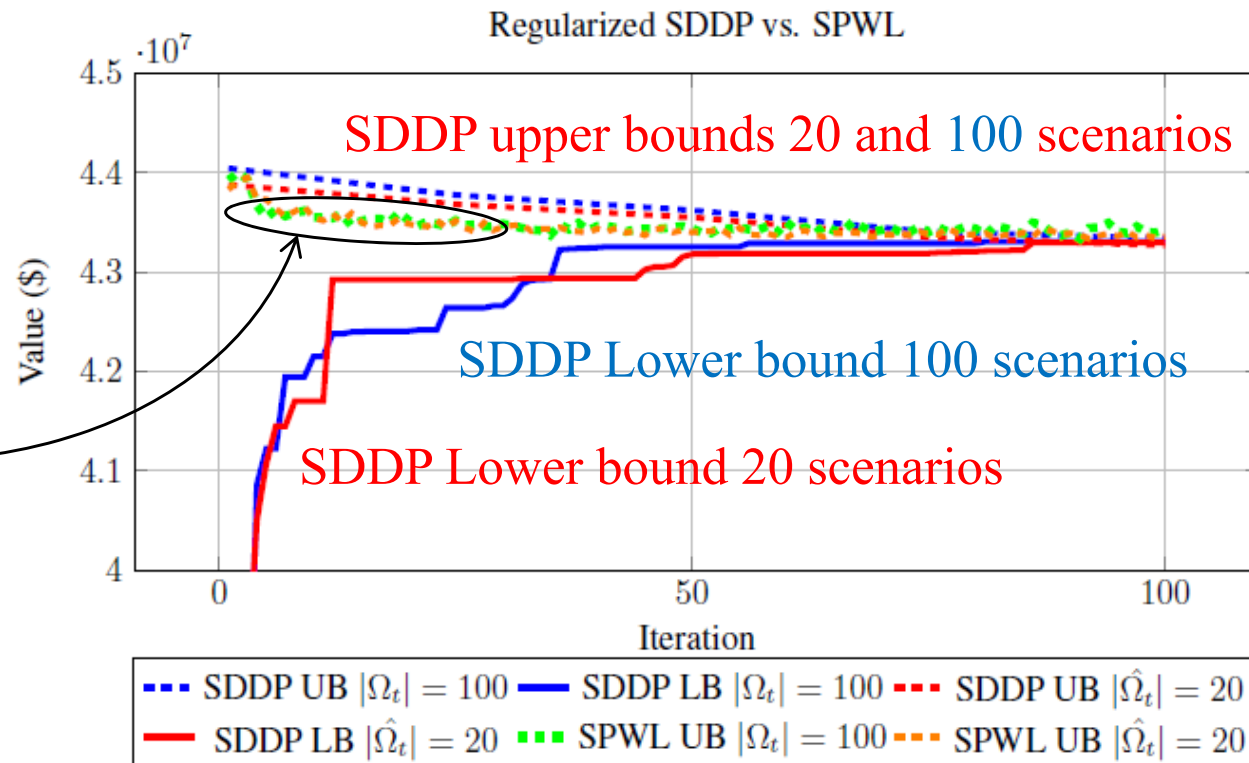 Regularized SDDP vs. SPWL
·10^7
4.5
SDDP upper bounds 20 and 100 scenarios
4.4
4.3
4.2
SDDP Lower bound 100 scenarios
4.1
SDDP Lower bound 20 scenarios
4
Value ($)
0 50 100
Iteration
SDDP UB |Ω_t| = 100 SDDP LB |Ω_t| = 100 SDDP UB |Ω̂_t| = 20
SDDP LB |Ω̂_t| = 20 SPWL UB |Ω_t| = 100 SPWL UB |Ω̂_t| = 20